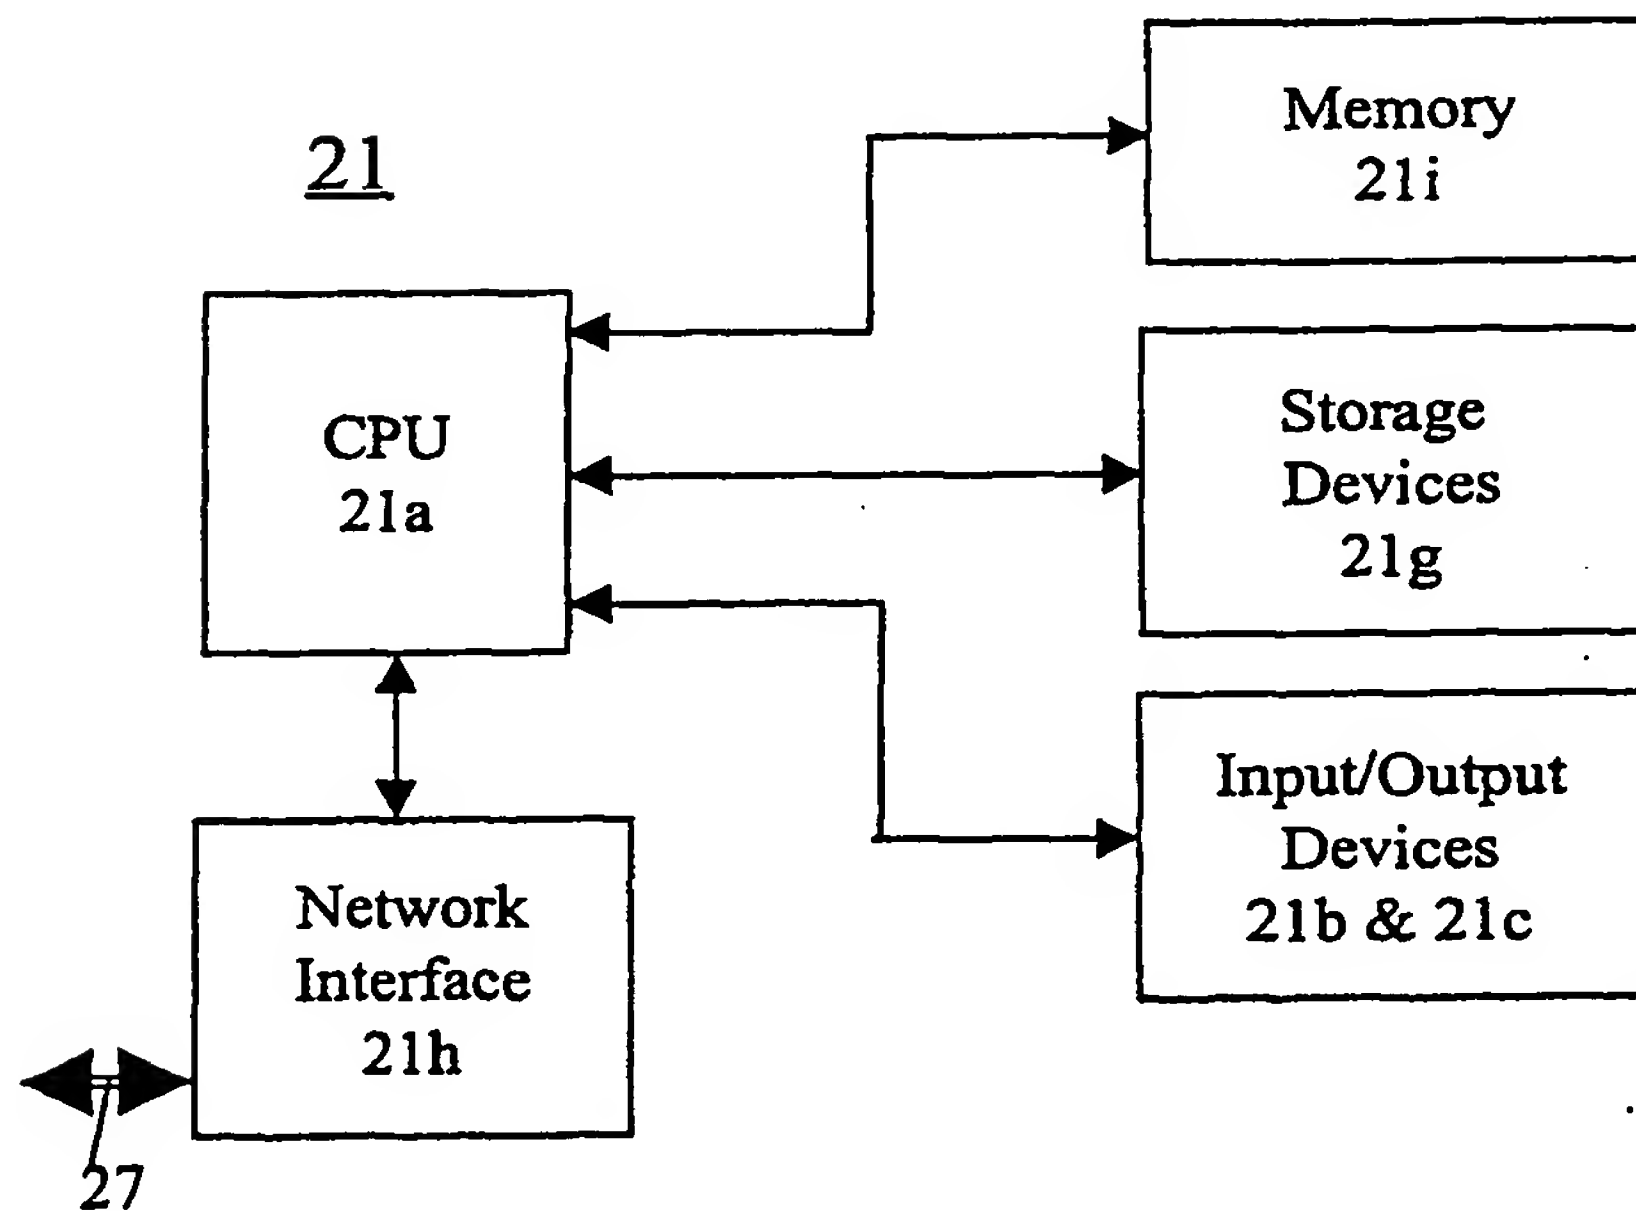 21
Memory
21i
CPU
21a
Storage
Devices
21g
Input/Output
Devices
21b & 21c
Network
Interface
21h
27